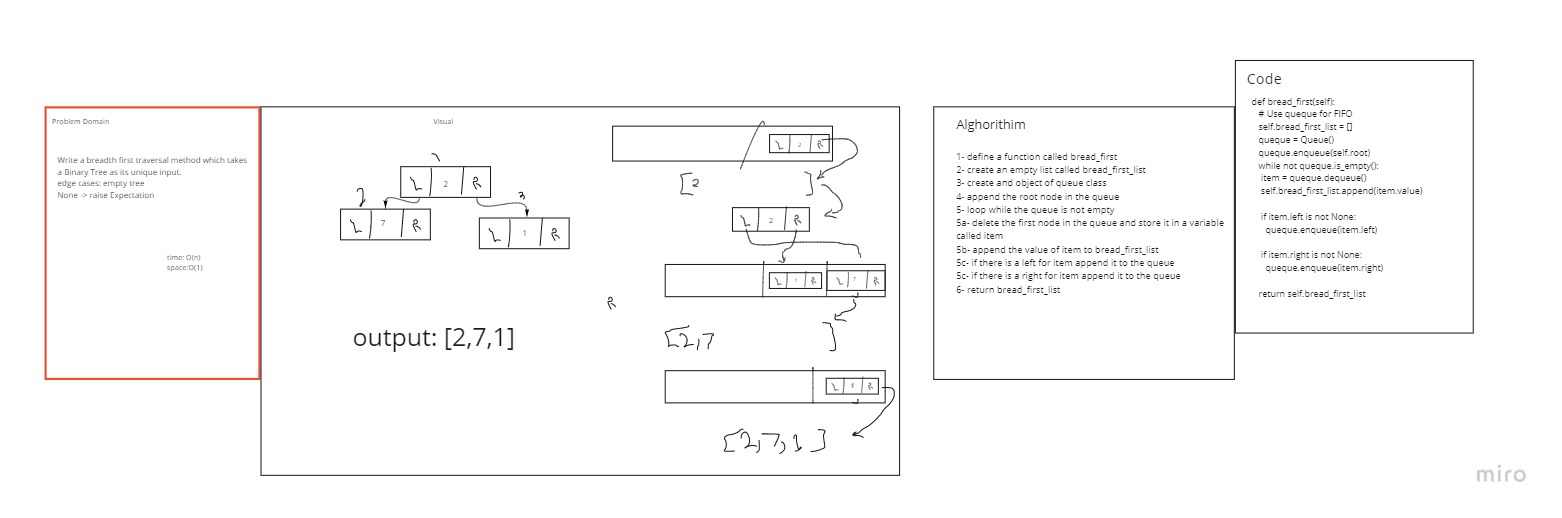 Problem Domain
Write a breadth first traversal method which takes
a Binary Tree as its unique input.
edge cases: empty tree
None -> raise Expectation
time: O(n)
space:O(1)
Visual
L 2 R
2
3
L 7 R
L 1 R
output: [2,7,1]
R
L 2 R
[2 ]
L 2 R
L 1 R L 7 R
[2,7 ]
L R
[2,7,1 ]
Alghorithim
1- define a function called bread_first
2- create an empty list called bread_first_list
3- create and object of queue class
4- append the root node in the queue
5- loop while the queue is not empty
5a- delete the first node in the queue and store it in a variable
called item
5b- append the value of item to bread_first_list
5c- if there is a left for item append it to the queue
5c- if there is a right for item append it to the queue
6- return bread_first_list
Code
def bread_first(self):
# Use queque for FIFO
self.bread_first_list = []
queque = Queue()
queque.enqueue(self.root)
while not queque.is_empty():
item = queque.dequeue()
self.bread_first_list.append(item.value)
if item.left is not None:
queque.enqueue(item.left)
if item.right is not None:
queque.enqueue(item.right)
return self.bread_first_list
miro